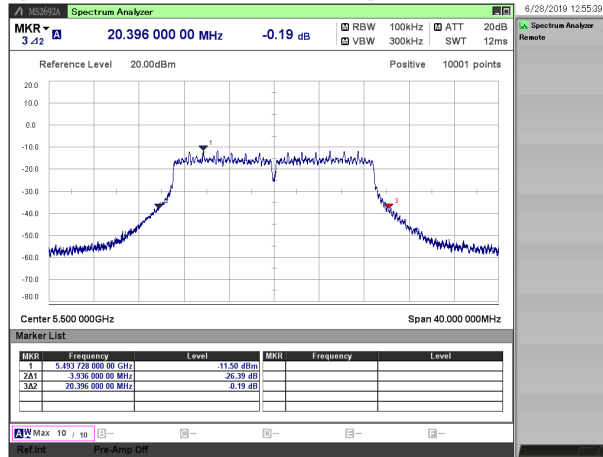 MS2692A Spectrum Analyzer
6/28/2019 12:55:39
MKR
3 Δ2 A 20.396 000 00 MHz -0.19 dB
M RBW 100kHz M ATT 20dB
M VBW 300kHz SWT 12ms
Spectrum Analyzer
Remote
Reference Level 20.00dBm Positive 10001 points
20.0
10.0
0.0
-10.0
-20.0
-30.0
-40.0
-50.0
-60.0
-70.0
-80.0
1
3
Center 5.500 000GHz Span 40.000 000MHz
Marker List
MKR Frequency Level MKR Frequency Level
1 5.493 728 000 00 GHz -11.50 dBm
2Δ1 -3.936 000 00 MHz -26.39 dB
3Δ2 20.396 000 00 MHz -0.19 dB
A W Max 10 / 10 B— C— D— E— F—
Ref.Int Pre-Amp Off